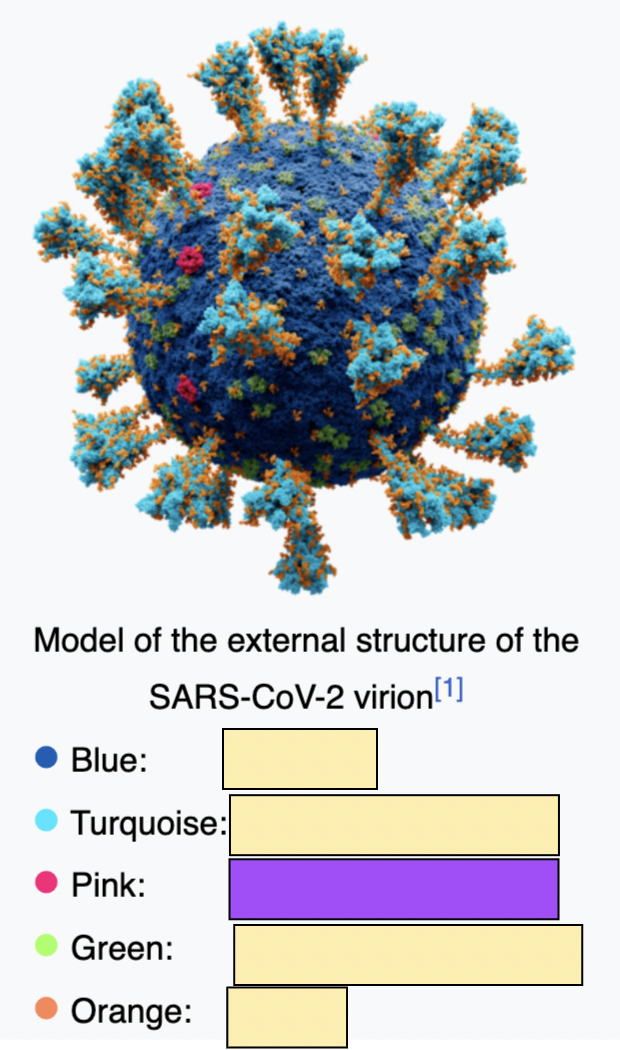 Model of the external structure of the
SARS-CoV-2 virion[1]
Blue:
Turquoise:
Pink:
Green:
Orange: